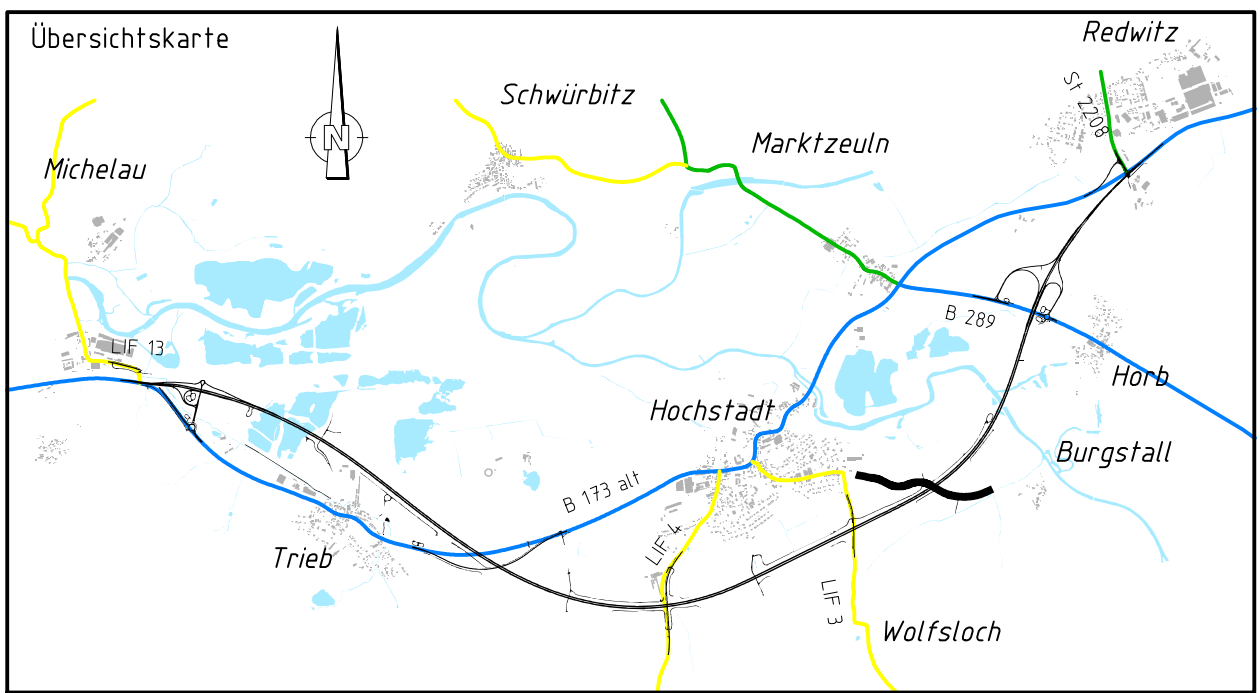 Übersichtskarte
Redwitz
St 2208
Schwürbitz
Marktzeuln
N
Michelau
B 289
LIF 13
Horb
Hochstadt
Burgstall
B 173 alt
LIF 4
Trieb
LIF 3
Wolfsloch